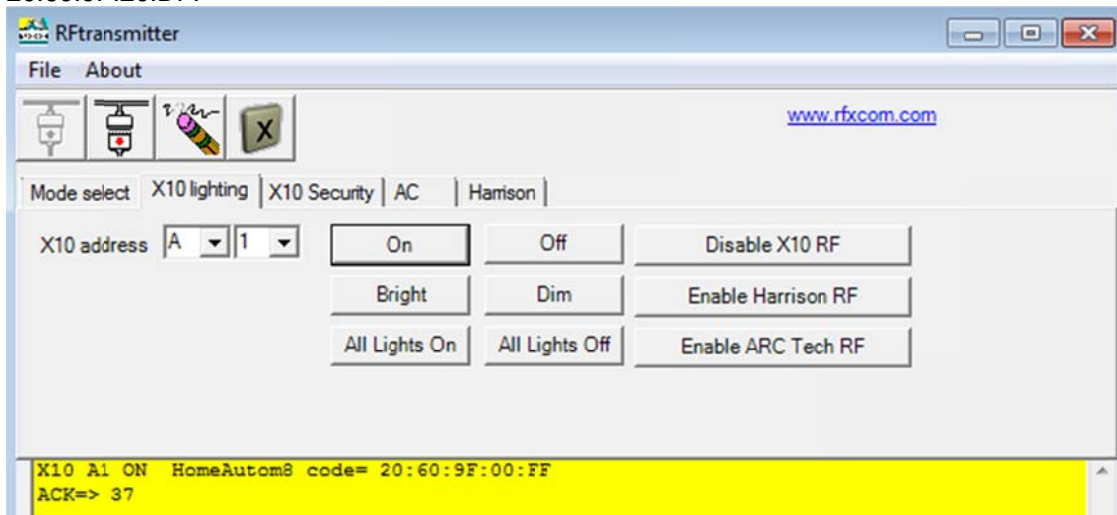 RFtransmitter
File About
www.rfxcom.com
Mode select X10 lighting X10 Security AC Harrison
X10 address A 1 On Off Disable X10 RF
Bright Dim Enable Harrison RF
All Lights On All Lights Off Enable ARC Tech RF
X10 A1 ON HomeAutom8 code= 20:60:9F:00:FF
ACK=> 37